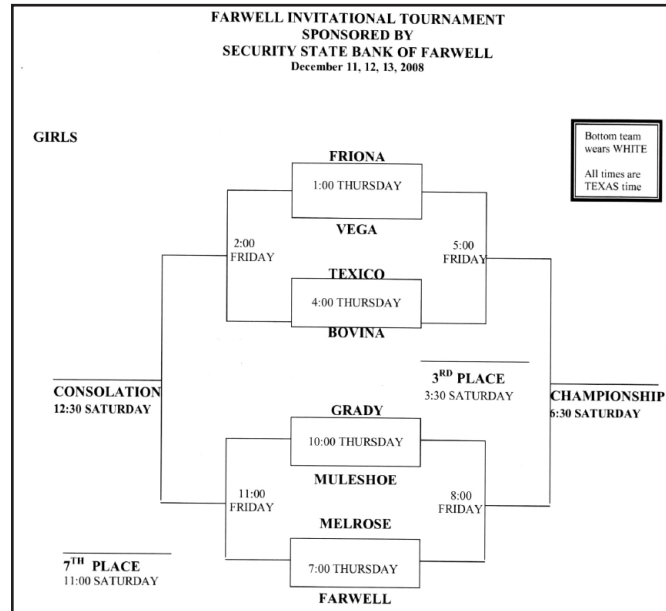 FARWELL INVITATIONAL TOURNAMENT
SPONSORED BY
SECURITY STATE BANK OF FARWELL
December 11, 12, 13, 2008
GIRLS
Bottom team
wears WHITE
All times are
TEXAS time
FRIONA
1:00 THURSDAY
VEGA
2:00
FRIDAY
5:00
FRIDAY
TEXICO
4:00 THURSDAY
BOVINA
CONSOLATION
12:30 SATURDAY
3RD PLACE
3:30 SATURDAY
CHAMPIONSHIP
6:30 SATURDAY
GRADY
10:00 THURSDAY
MULESHOE
11:00
FRIDAY
8:00
FRIDAY
MELROSE
7:00 THURSDAY
FARWELL
7TH PLACE
11:00 SATURDAY